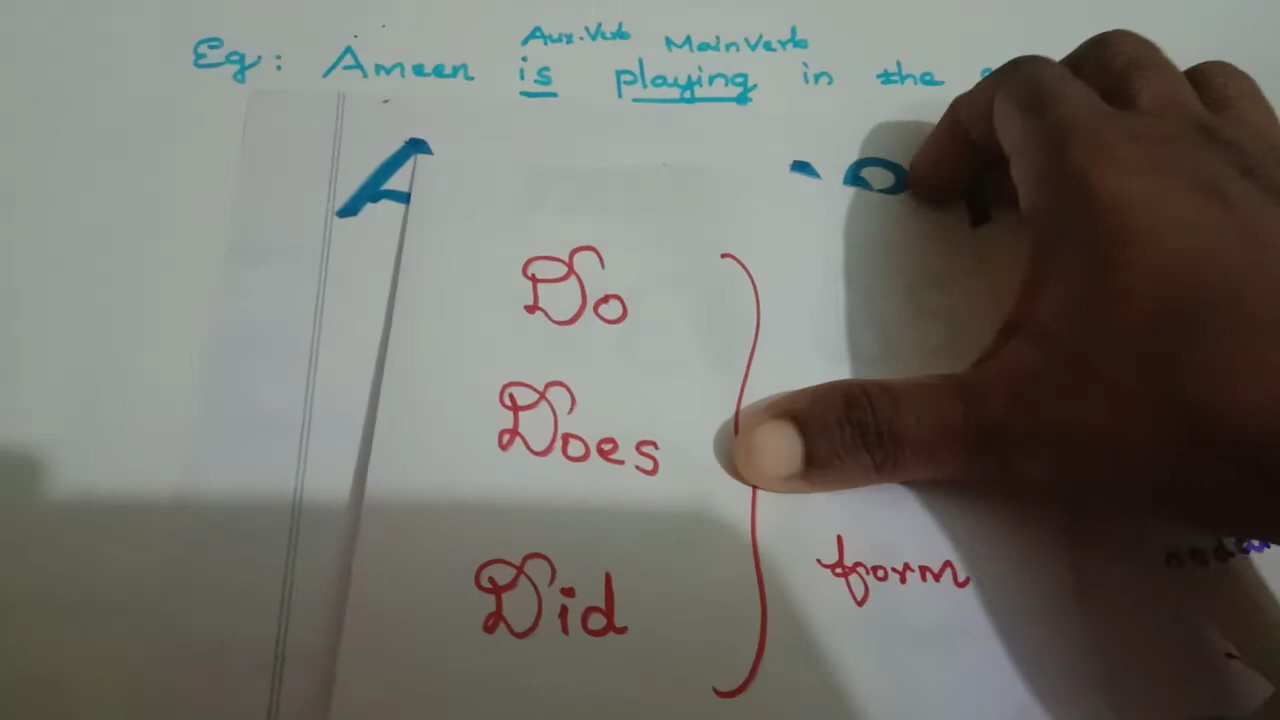 Aux.Verb Main Verb
Eg: Ameen is playing in the
A
Do
Does
Did
form